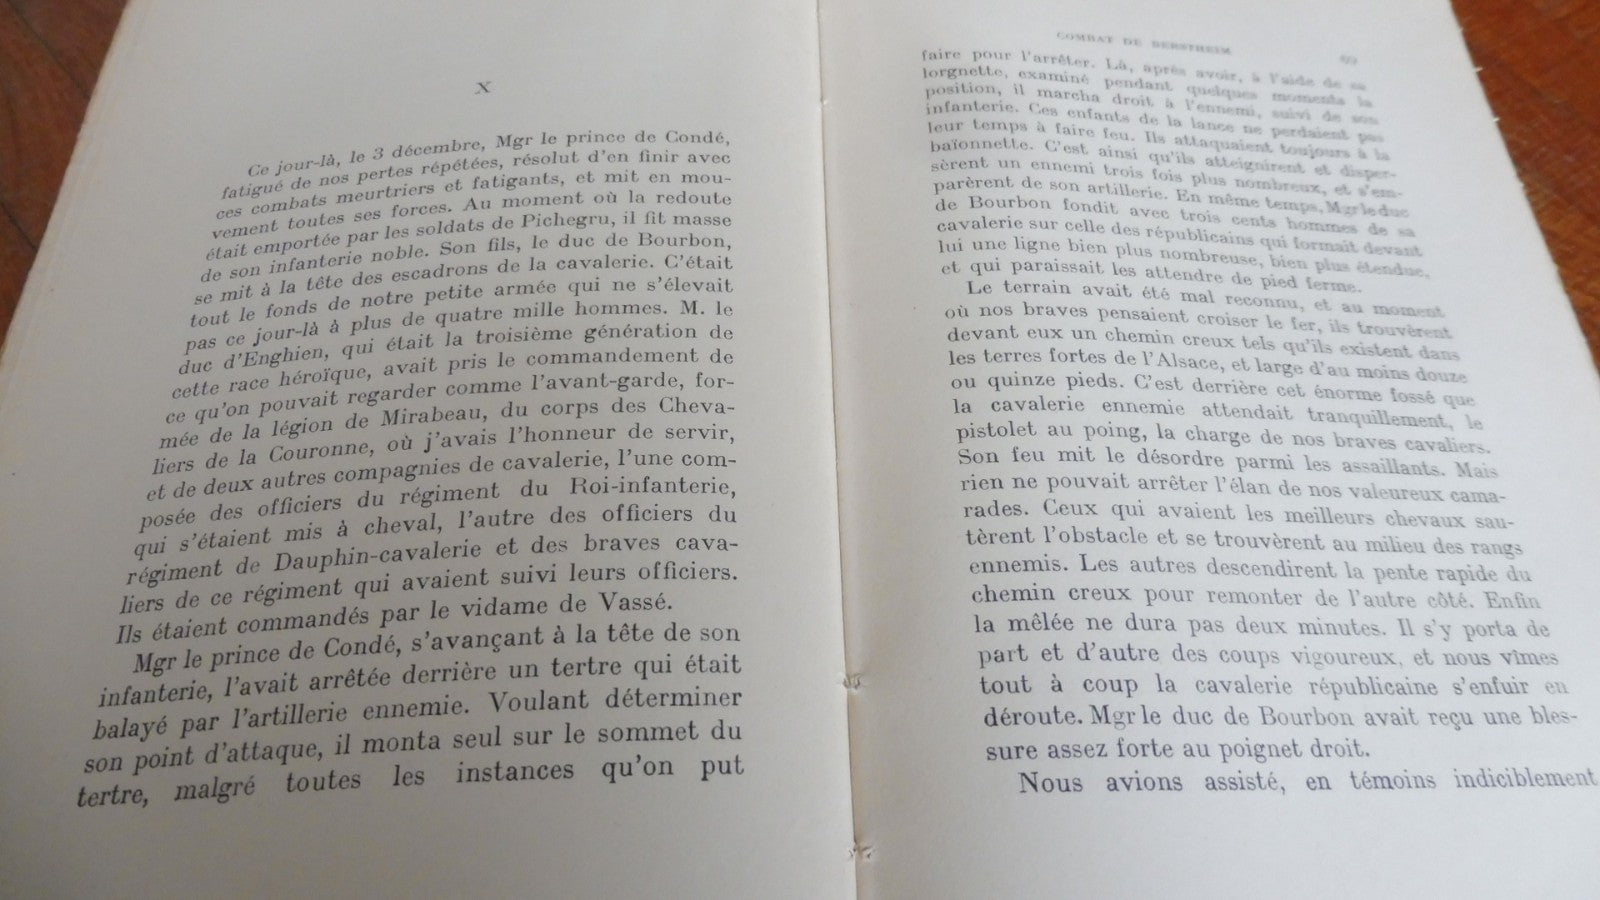 X
Ce jour-là, le 3 décembre, Mgr le prince de Condé,
fatigué de nos pertes répétées, résolut d'en finir avec
ces combats meurtriers et fatigants, et mit en mou-
vement toutes ses forces. Au moment où la redoute
était emportée par les soldats de Pichegru, il fit masse
de son infanterie noble. Son fils, le duc de Bourbon,
se mit à la tête des escadrons de la cavalerie. C'était
tout le fonds de notre petite armée qui ne s'élevait
pas ce jour-là à plus de quatre mille hommes. M. le
duc d'Enghien, qui était la troisième génération de
cette race héroïque, avait pris le commandement de
ce qu'on pouvait regarder comme l'avant-garde, for-
mée de la légion de Mirabeau, du corps des Cheva-
liers de la Couronne, où j'avais l'honneur de servir,
et de deux autres compagnies de cavalerie, l'une com-
posée des officiers du régiment du Roi-infanterie,
qui s'étaient mis à cheval, l'autre des officiers du
régiment de Dauphin-cavalerie et des braves cava-
liers de ce régiment qui avaient suivi leurs officiers.
Ils étaient commandés par le vidame de Vassé.
Mgr le prince de Condé, s'avançant à la tête de son
infanterie, l'avait arrêtée derrière un tertre qui était
balayé par l'artillerie ennemie. Voulant déterminer
son point d'attaque, il monta seul sur le sommet du
tertre, malgré toutes les instances qu'on put
COMBAT DE BERSTHEIM
faire pour l'arrêter. Là, après avoir, à l'aide de sa
lorgnette, examiné pendant quelques moments la
position, il marcha droit à l'ennemi, suivi de son
infanterie. Ces enfants de la lance ne perdaient pas
leur temps à faire feu. Ils attaquaient toujours à la
baïonnette. C'est ainsi qu'ils atteignirent et disper-
sèrent un ennemi trois fois plus nombreux, et s'em-
parèrent de son artillerie. En même temps, Mgr le duc
de Bourbon fondit avec trois cents hommes de sa
cavalerie sur celle des républicains qui formait devant
lui une ligne bien plus nombreuse, bien plus étendue,
et qui paraissait les attendre de pied ferme.
Le terrain avait été mal reconnu, et au moment
où nos braves pensaient croiser le fer, ils trouvèrent
devant eux un chemin creux tels qu'ils existent dans
les terres fortes de l'Alsace, et large d'au moins douze
ou quinze pieds. C'est derrière cet énorme fossé que
la cavalerie ennemie attendait tranquillement, le
pistolet au poing, la charge de nos braves cavaliers.
Son feu mit le désordre parmi les assaillants. Mais
rien ne pouvait arrêter l'élan de nos valeureux cama-
rades. Ceux qui avaient les meilleurs chevaux sau-
tèrent l'obstacle et se trouvèrent au milieu des rangs
ennemis. Les autres descendirent la pente rapide du
chemin creux pour remonter de l'autre côté. Enfin
la mêlée ne dura pas deux minutes. Il s'y porta de
part et d'autre des coups vigoureux, et nous vîmes
tout à coup la cavalerie républicaine s'enfuir en
déroute. Mgr le duc de Bourbon avait reçu une bles-
sure assez forte au poignet droit.
Nous avions assisté, en témoins indiciblement